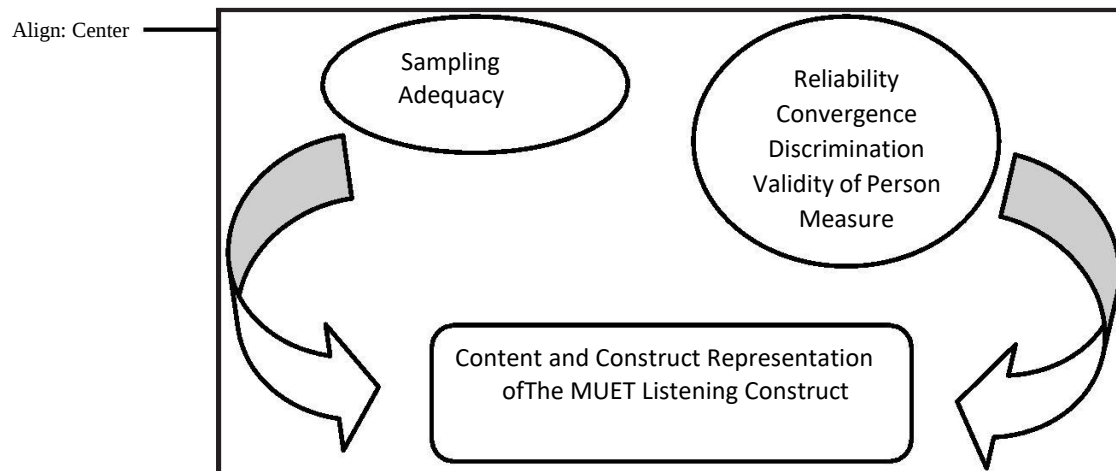 Align: Center
Sampling
Adequacy
Reliability
Convergence
Discrimination
Validity of Person
Measure
Content and Construct Representation
ofThe MUET Listening Construct